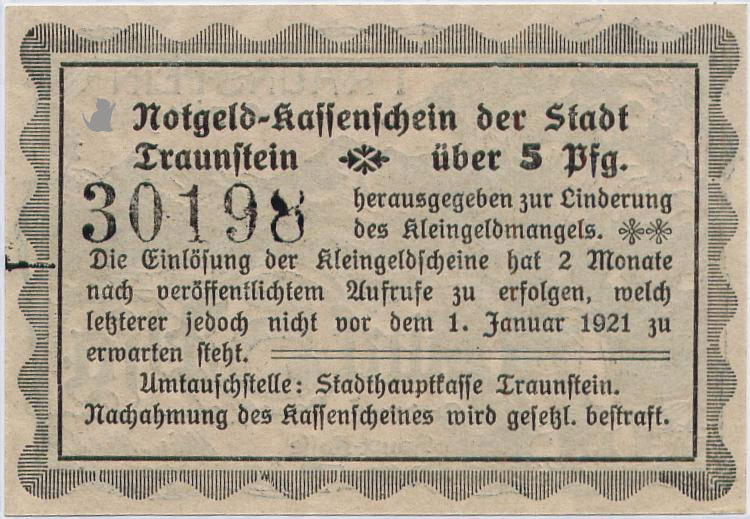 Notgeld-Kassenschein der Stadt
Traunstein über 5 Pfg.
30198
herausgegeben zur Linderung
des Kleingeldmangels.
Die Einlösung der Kleingeldscheine hat 2 Monate
nach veröffentlichtem Aufrufe zu erfolgen, welch
letzterer jedoch nicht vor dem 1. Januar 1921 zu
erwarten steht.
Umtauschstelle: Stadthauptkasse Traunstein.
Nachahmung des Kassenscheines wird gesetzl. bestraft.